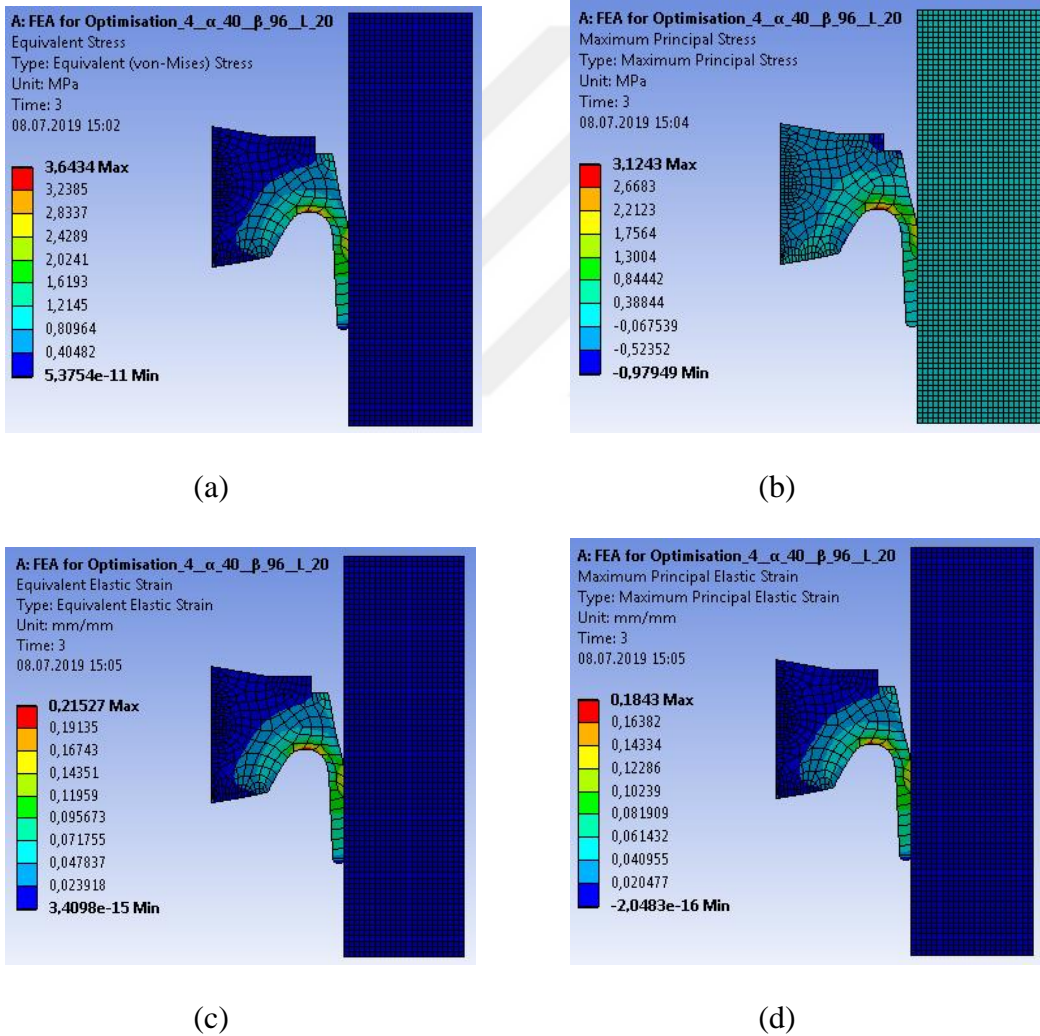 A: FEA for Optimisation_4__α_40__β_96__L_20
Equivalent Stress
Type: Equivalent (von-Mises) Stress
Unit: MPa
Time: 3
08.07.2019 15:02
3,6434 Max
3,2385
2,8337
2,4289
2,0241
1,6193
1,2145
0,80964
0,40482
5,3754e-11 Min
(a)
A: FEA for Optimisation_4__α_40__β_96__L_20
Maximum Principal Stress
Type: Maximum Principal Stress
Unit: MPa
Time: 3
08.07.2019 15:04
3,1243 Max
2,6683
2,2123
1,7564
1,3004
0,84442
0,38844
-0,067539
-0,52352
-0,97949 Min
(b)
A: FEA for Optimisation_4__α_40__β_96__L_20
Equivalent Elastic Strain
Type: Equivalent Elastic Strain
Unit: mm/mm
Time: 3
08.07.2019 15:05
0,21527 Max
0,19135
0,16743
0,14351
0,11959
0,095673
0,071755
0,047837
0,023918
3,4098e-15 Min
(c)
A: FEA for Optimisation_4__α_40__β_96__L_20
Maximum Principal Elastic Strain
Type: Maximum Principal Elastic Strain
Unit: mm/mm
Time: 3
08.07.2019 15:05
0,1843 Max
0,16382
0,14334
0,12286
0,10239
0,081909
0,061432
0,040955
0,020477
-2,0483e-16 Min
(d)